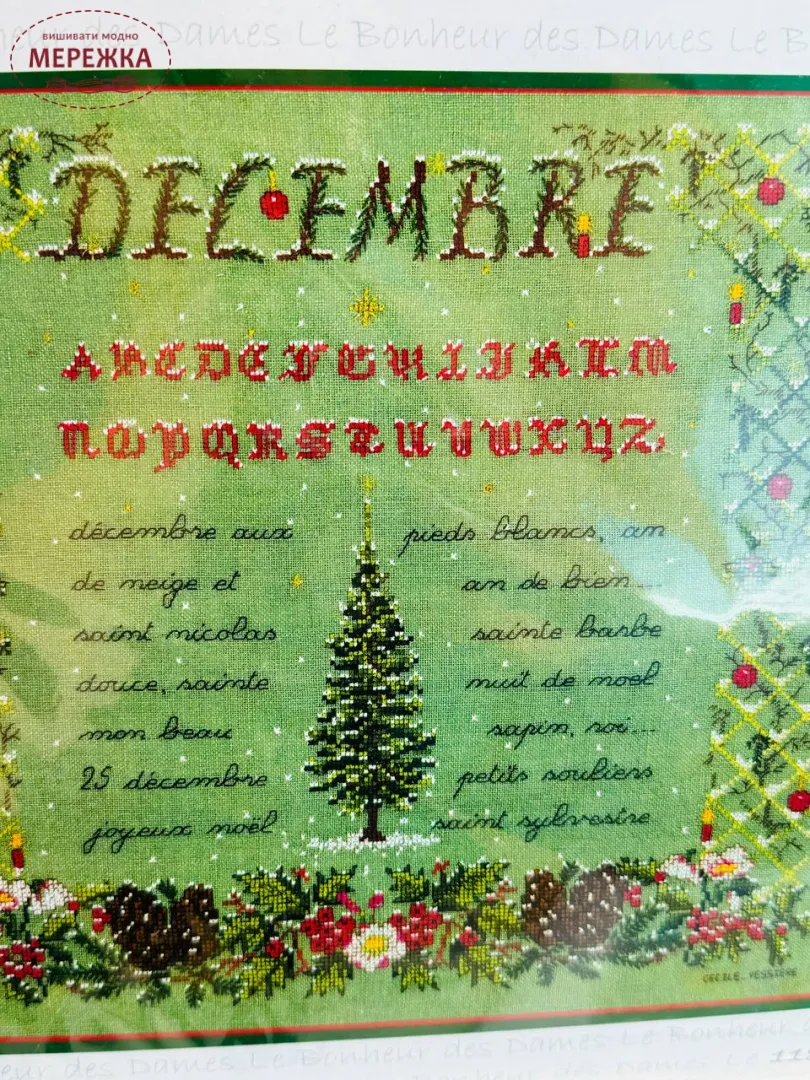 Le Bonheur des Dames Le B
вишивати модно
МЕРЕЖКА
DECEMBRE
ABCDEFGHIJKLM
NOPQRSTUVWXYZ
décembre aux pieds blancs, an
de neige et an de bien...
saint nicolas sainte barbe
douce, sainte nuit de noel
mon beau sapin, roi...
25 décembre petits souliers
joyeux noël saint sylvestre
CECILE VESSIERE
des Dames Le Bonheur des Dames Le Bonheur des